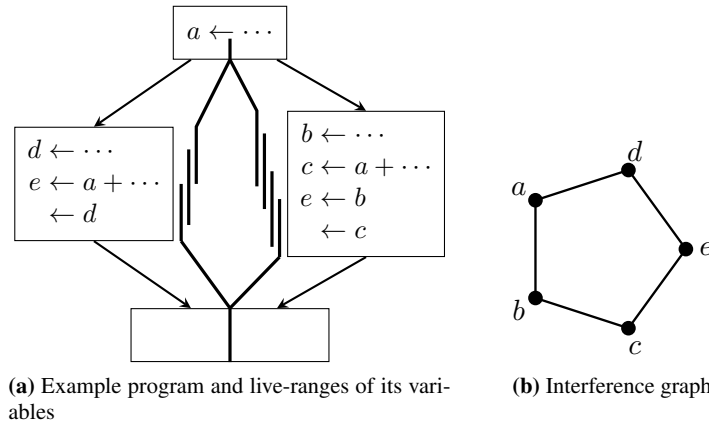 a ← ⋯
d ← ⋯
e ← a + ⋯
← d
b ← ⋯
c ← a + ⋯
e ← b
← c
d
a
e
b
c
(a) Example program and live-ranges of its vari-
ables
(b) Interference graph